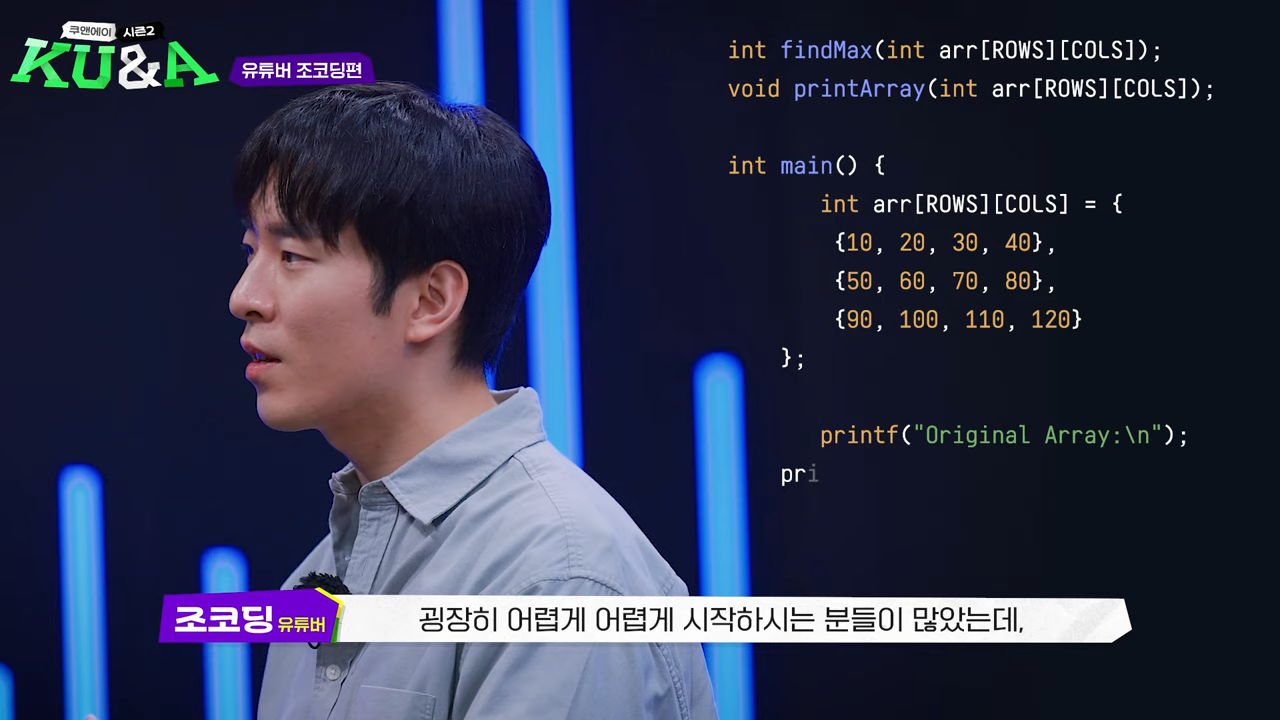 쿠앤에이 시즌2
KU&A
유튜버 조코딩편
int findMax(int arr[ROWS][COLS]);
void printArray(int arr[ROWS][COLS]);
int main() {
int arr[ROWS][COLS] = {
{10, 20, 30, 40},
{50, 60, 70, 80},
{90, 100, 110, 120}
};
printf("Original Array:\n");
pri
조코딩 유튜버
굉장히 어렵게 어렵게 시작하시는 분들이 많았는데,